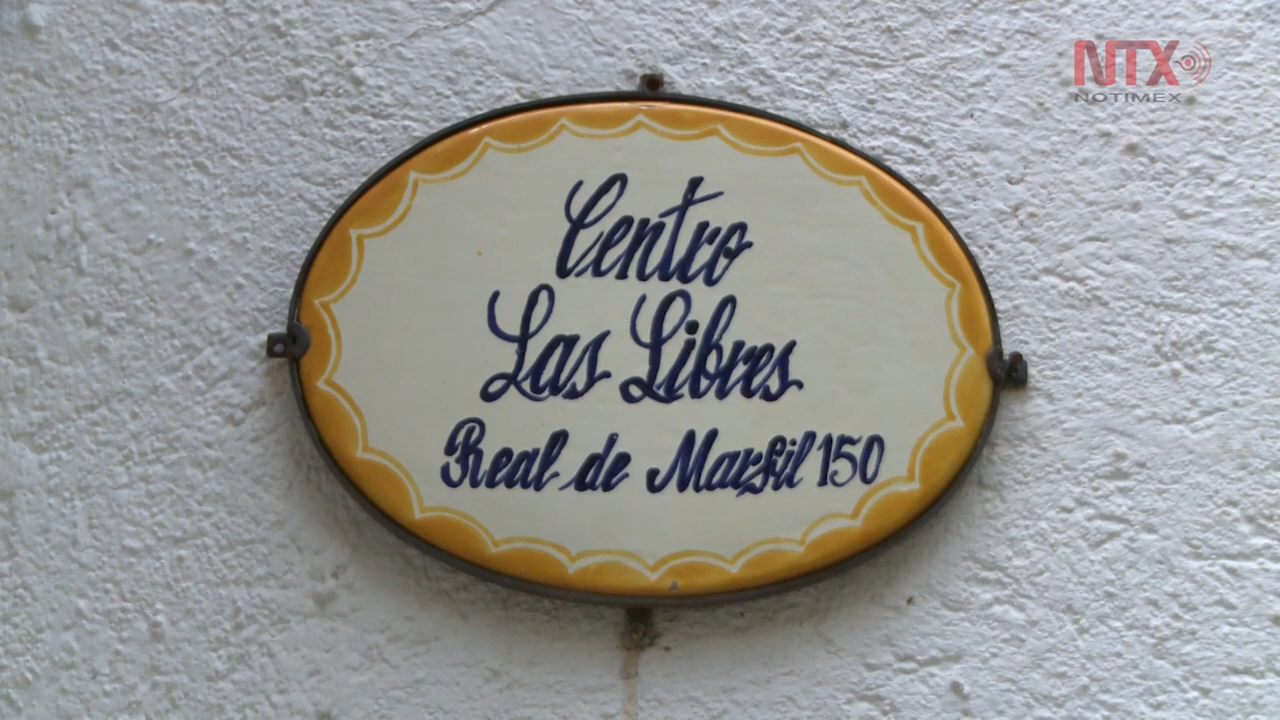 NTX
NOTIMEX
Centro
Las Libres
Real de Marfil 150